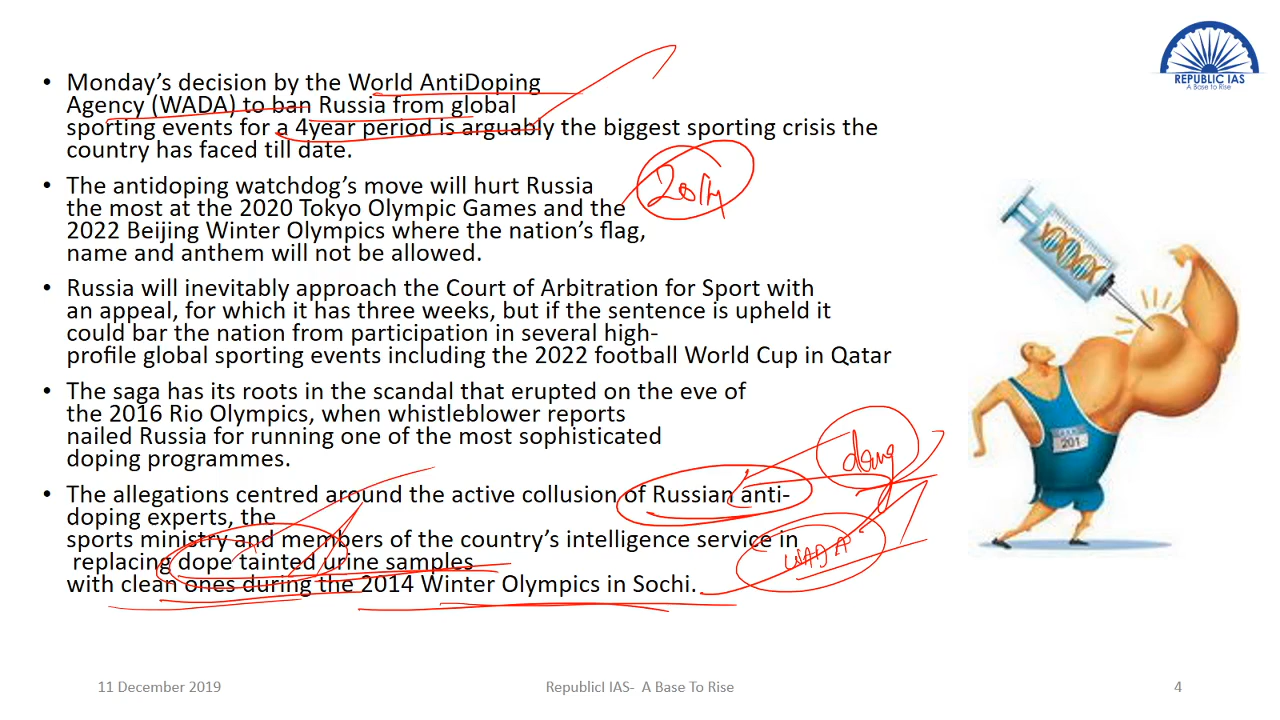 REPUBLIC IAS
A Base To Rise
• Monday's decision by the World AntiDoping
Agency (WADA) to ban Russia from global
sporting events for a 4year period is arguably the biggest sporting crisis the
country has faced till date.
• The antidoping watchdog's move will hurt Russia
the most at the 2020 Tokyo Olympic Games and the
2022 Beijing Winter Olympics where the nation's flag,
name and anthem will not be allowed.
2014
• Russia will inevitably approach the Court of Arbitration for Sport with
an appeal, for which it has three weeks, but if the sentence is upheld it
could bar the nation from participation in several high-
profile global sporting events including the 2022 football World Cup in Qatar
• The saga has its roots in the scandal that erupted on the eve of
the 2016 Rio Olympics, when whistleblower reports
nailed Russia for running one of the most sophisticated
doping programmes.
• The allegations centred around the active collusion of Russian anti-
doping experts, the
sports ministry and members of the country's intelligence service in
replacing dope tainted urine samples
with clean ones during the 2014 Winter Olympics in Sochi.
WADA
201
11 December 2019
RepublicI IAS- A Base To Rise
4